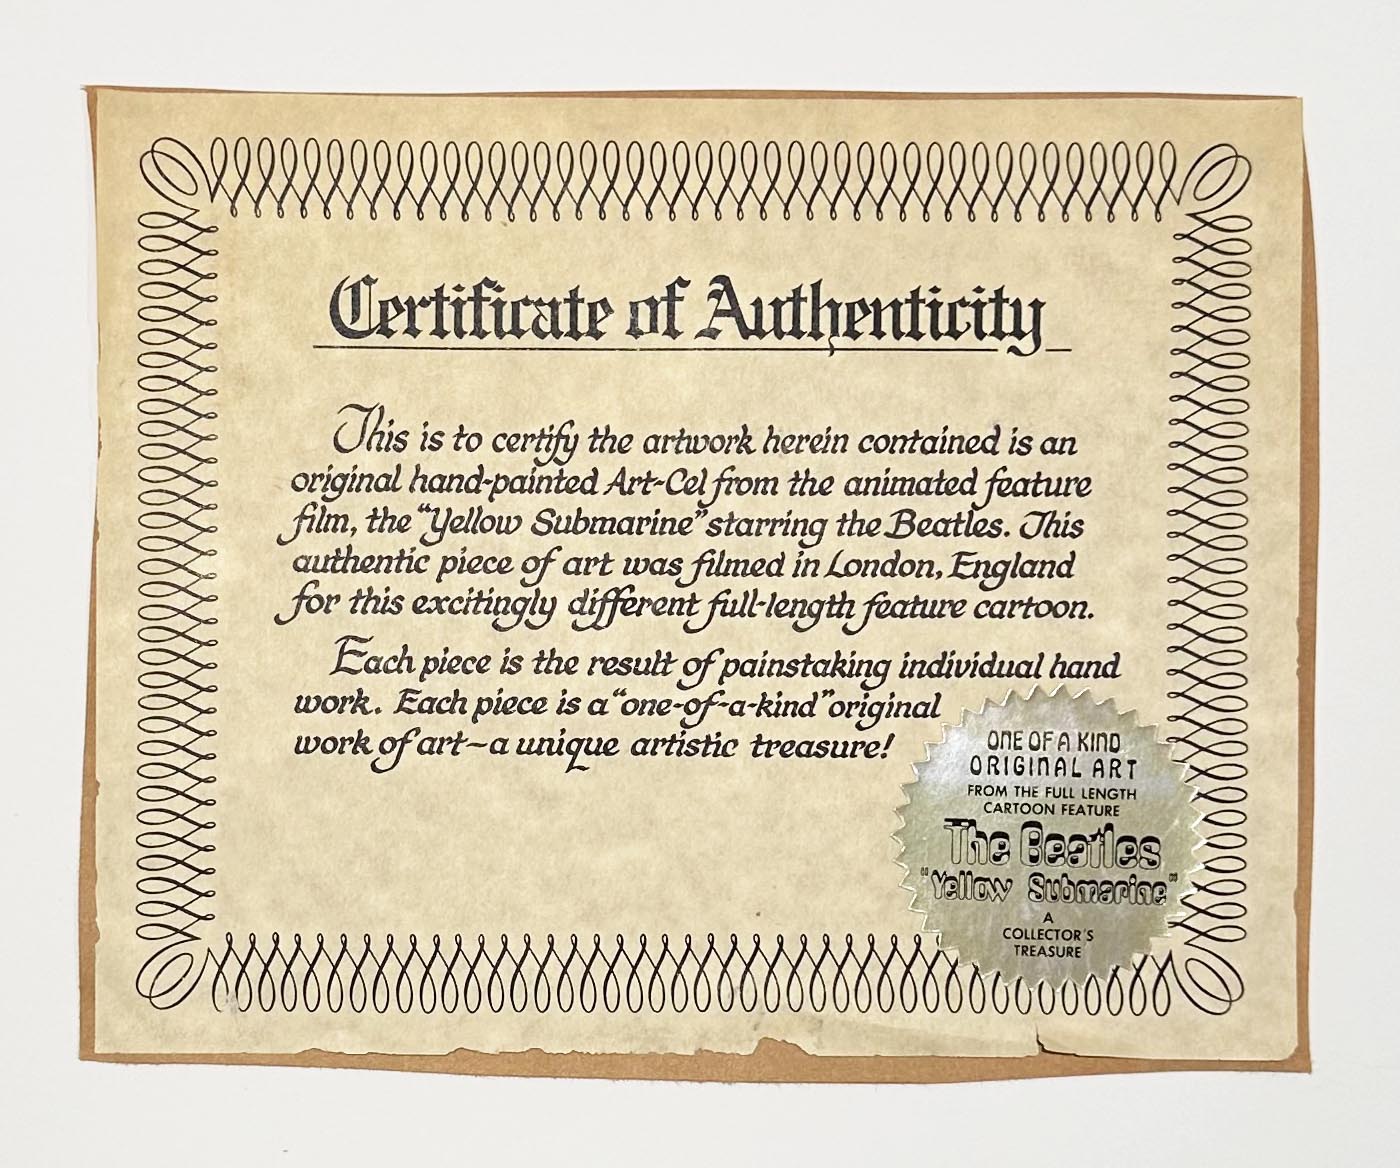 Certificate of Authenticity
This is to certify the artwork herein contained is an
original hand-painted Art-Cel from the animated feature
film, the "Yellow Submarine" starring the Beatles. This
authentic piece of art was filmed in London, England
for this excitingly different full-length feature cartoon.
Each piece is the result of painstaking individual hand
work. Each piece is a "one-of-a-kind" original
work of art-a unique artistic treasure!
ONE OF A KIND
ORIGINAL ART
FROM THE FULL LENGTH
CARTOON FEATURE
The Beatles
"Yellow Submarine"
A
COLLECTOR'S
TREASURE